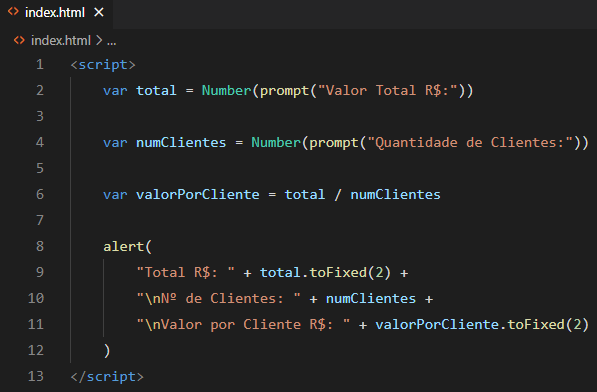 index.html
index.html > ...
1 <script>
2 var total = Number(prompt("Valor Total R$:"))
3
4 var numClientes = Number(prompt("Quantidade de Clientes:"))
5
6 var valorPorCliente = total / numClientes
7
8 alert(
9 "Total R$: " + total.toFixed(2) +
10 "\nNº de Clientes: " + numClientes +
11 "\nValor por Cliente R$: " + valorPorCliente.toFixed(2)
12 )
13 </script>